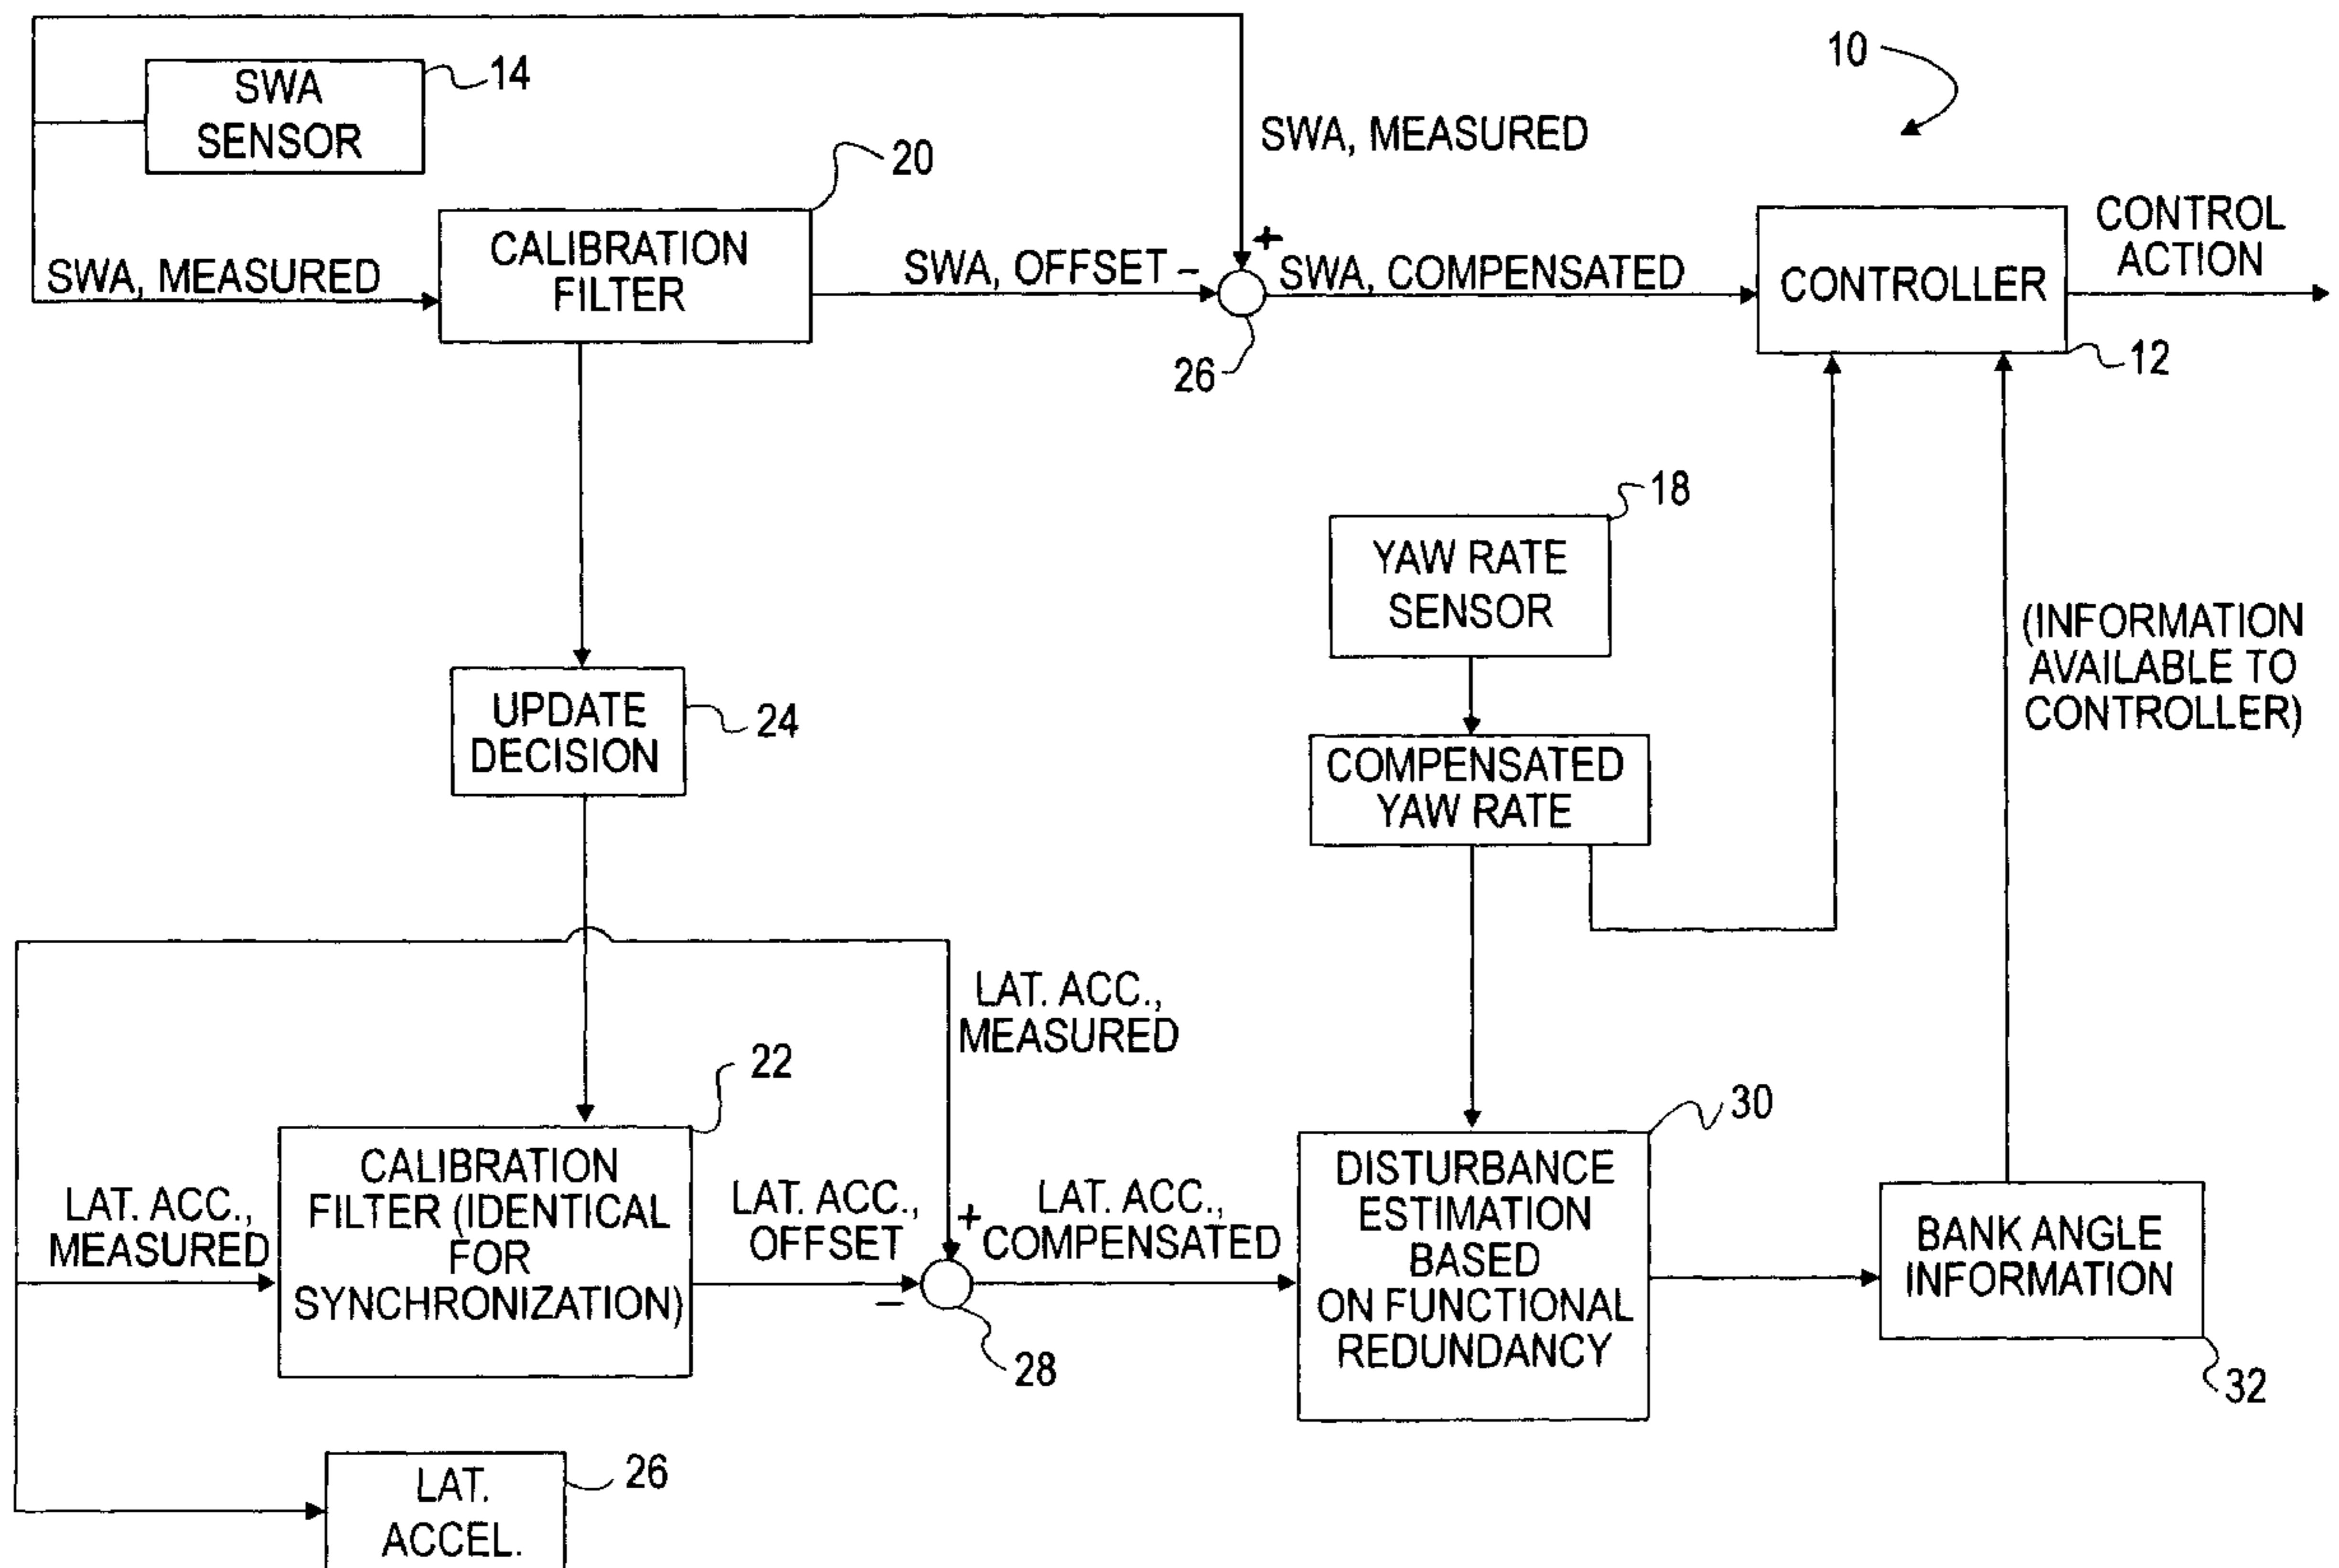 10
SWA
SENSOR
14
SWA, MEASURED
20
CALIBRATION
FILTER
SWA, MEASURED
SWA, OFFSET
–
+
SWA, COMPENSATED
26
CONTROLLER
12
CONTROL
ACTION
18
YAW RATE
SENSOR
UPDATE
DECISION
24
COMPENSATED
YAW RATE
(INFORMATION
AVAILABLE TO
CONTROLLER)
LAT. ACC.,
MEASURED
22
30
LAT. ACC.,
MEASURED
CALIBRATION
FILTER (IDENTICAL
FOR
SYNCHRONIZATION)
LAT. ACC.,
OFFSET
–
+
LAT. ACC.,
COMPENSATED
28
DISTURBANCE
ESTIMATION
BASED
ON FUNCTIONAL
REDUNDANCY
BANK ANGLE
INFORMATION
32
LAT.
ACCEL.
26